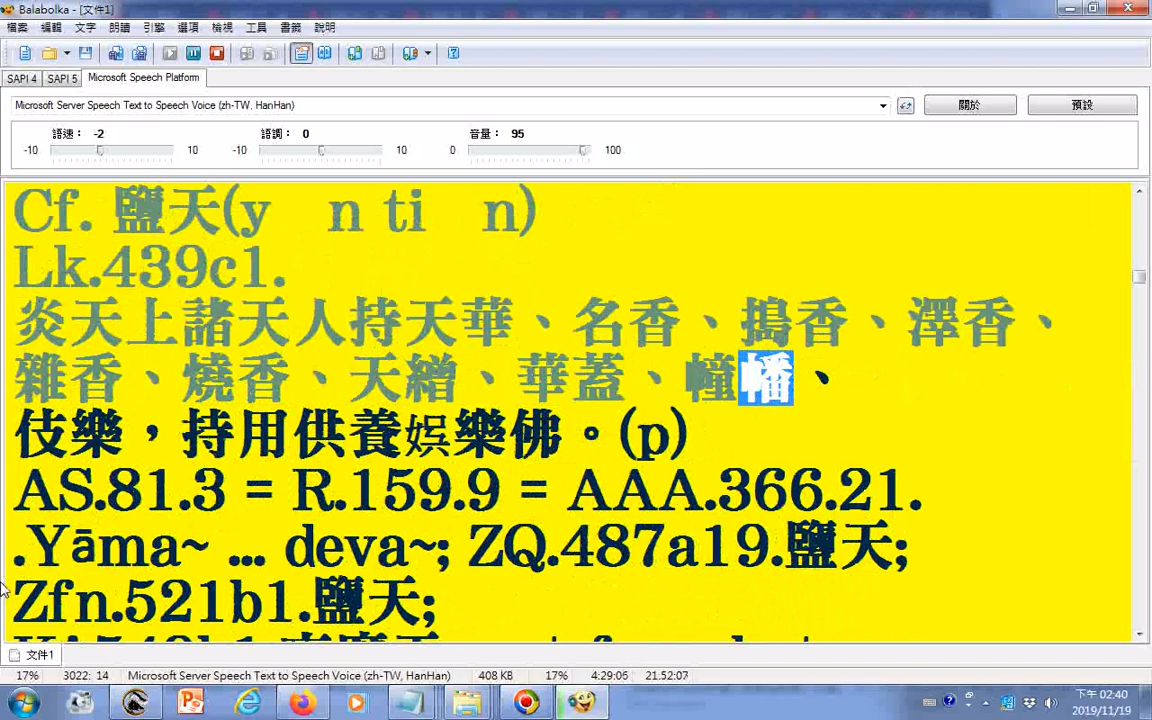 Balabolka - [文件1]
檔案 編輯 文字 朗讀 引擎 選項 檢視 工具 書籤 說明
SAPI 4 SAPI 5 Microsoft Speech Platform
Microsoft Server Speech Text to Speech Voice (zh-TW, HanHan) 關於 預設
語速： -2 語調： 0 音量： 95
-10 10 -10 10 0 100
Cf. 鹽天(y n ti n)
Lk.439c1.
炎天上諸天人持天華、名香、搗香、澤香、
雜香、燒香、天繒、華蓋、幢幡、
伎樂，持用供養娯樂佛。(p)
AS.81.3 = R.159.9 = AAA.366.21.
.Yāma~ ... deva~; ZQ.487a19.鹽天;
Zfn.521b1.鹽天;
文件1
17% 3022: 14 Microsoft Server Speech Text to Speech Voice (zh-TW, HanHan) 408 KB 17% 4:29:06 21.52:07
下午 02:40
2019/11/19